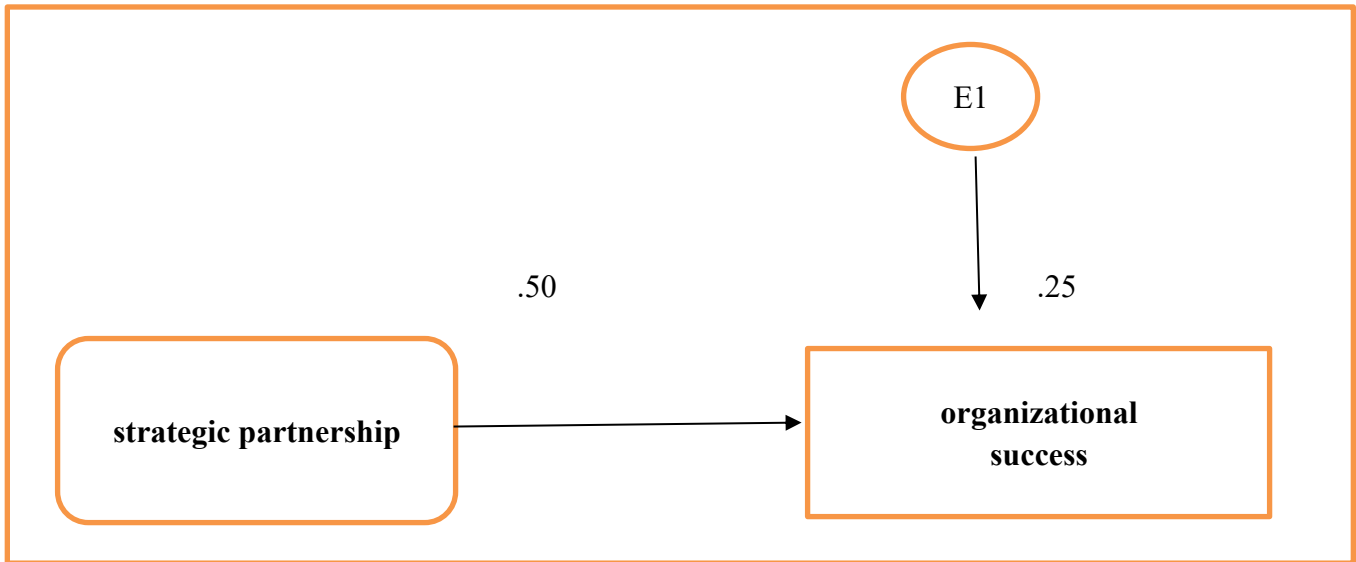 E1
.50
.25
strategic partnership
organizational
success